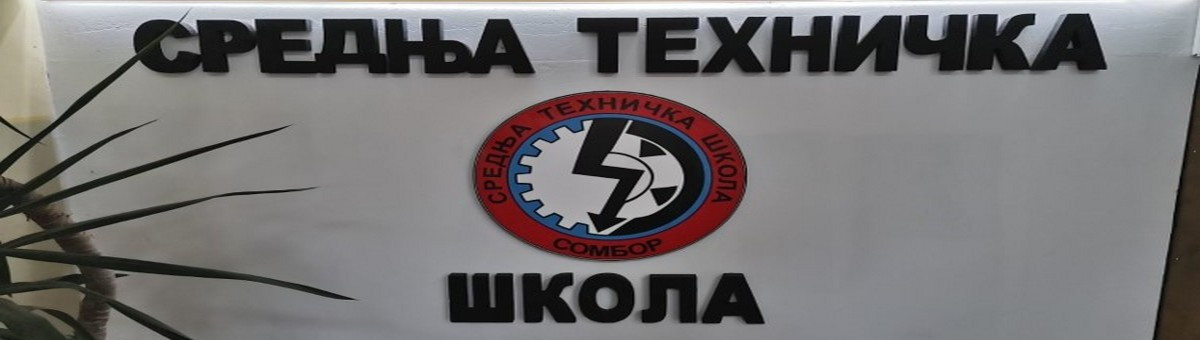 СРЕДЊА ТЕХНИЧКА
СРЕДЊА ТЕХНИЧКА ШКОЛА
СОМБОР
ШКОЛА